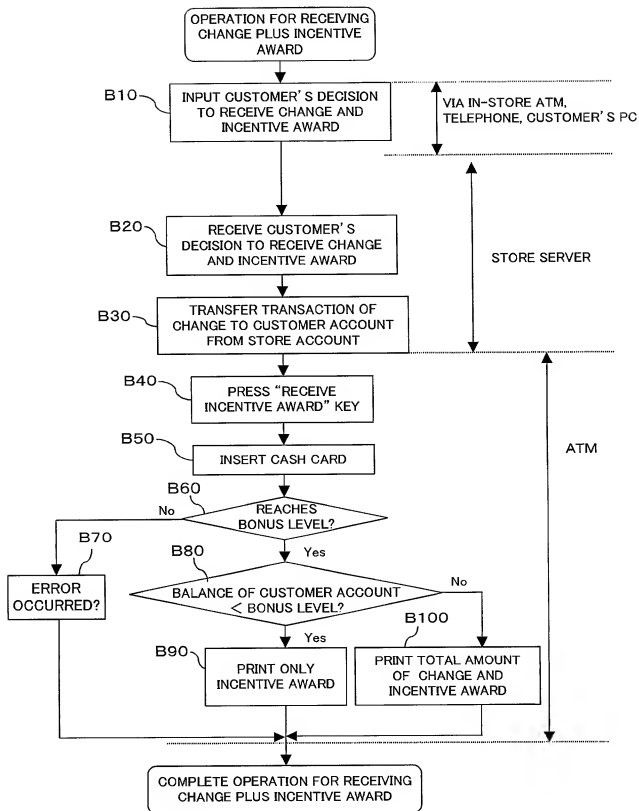 OPERATION FOR RECEIVING
CHANGE PLUS INCENTIVE
AWARD
B10
INPUT CUSTOMER'S DECISION
TO RECEIVE CHANGE AND
INCENTIVE AWARD
VIA IN-STORE ATM,
TELEPHONE, CUSTOMER'S PC
B20
RECEIVE CUSTOMER'S
DECISION TO RECEIVE CHANGE
AND INCENTIVE AWARD
STORE SERVER
B30
TRANSFER TRANSACTION OF
CHANGE TO CUSTOMER ACCOUNT
FROM STORE ACCOUNT
B40
PRESS "RECEIVE
INCENTIVE AWARD" KEY
ATM
B50
INSERT CASH CARD
B60
REACHES
BONUS LEVEL?
No
Yes
B70
ERROR
OCCURRED?
B80
BALANCE OF CUSTOMER ACCOUNT
< BONUS LEVEL?
No
Yes
B90
PRINT ONLY
INCENTIVE AWARD
B100
PRINT TOTAL AMOUNT
OF CHANGE AND
INCENTIVE AWARD
COMPLETE OPERATION FOR RECEIVING
CHANGE PLUS INCENTIVE AWARD